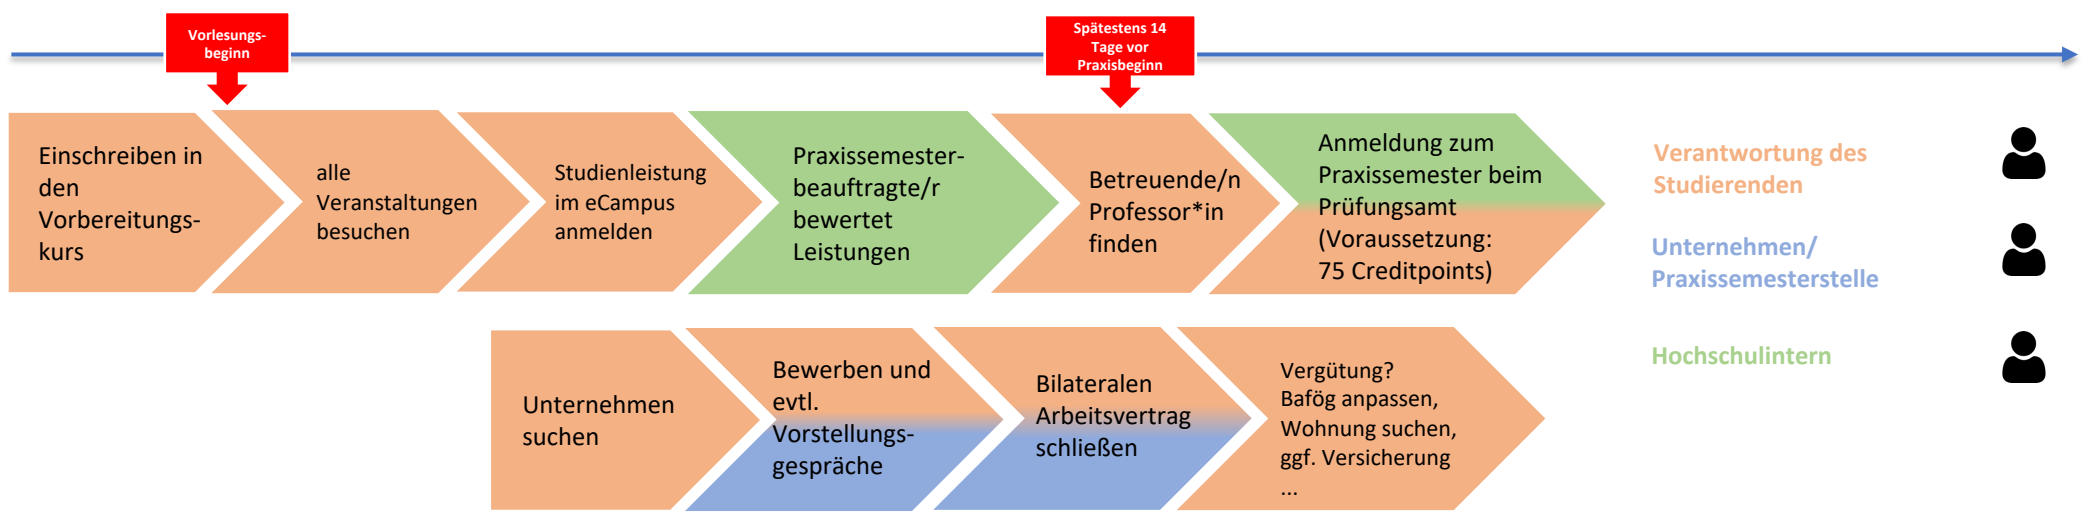 Vorlesungs-
beginn
Spätestens 14
Tage vor
Praxisbeginn
Einschreiben in
den
Vorbereitungs-
kurs
alle
Veranstaltungen
besuchen
Studienleistung
im eCampus
anmelden
Praxissemester-
beauftragte/r
bewertet
Leistungen
Betreuende/n
Professor*in
finden
Anmeldung zum
Praxissemester beim
Prüfungsamt
(Voraussetzung:
75 Creditpoints)
Verantwortung des
Studierenden
Unternehmen/
Praxissemesterstelle
Hochschulintern
Unternehmen
suchen
Bewerben und
evtl.
Vorstellungs-
gespräche
Bilateralen
Arbeitsvertrag
schließen
Vergütung?
Bafög anpassen,
Wohnung suchen,
ggf. Versicherung
...